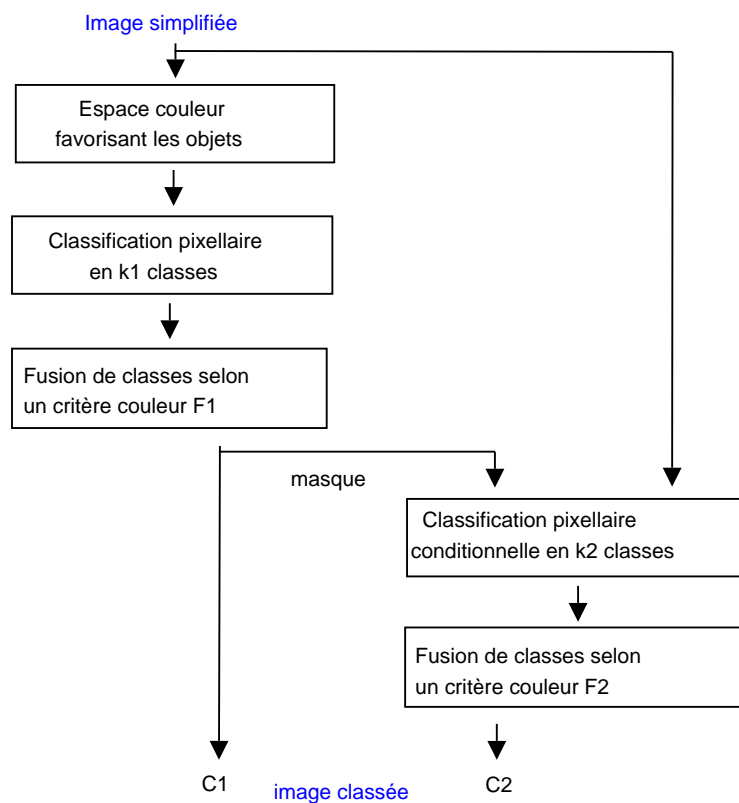 Image simplifiée
Espace couleur
favorisant les objets
Classification pixellaire
en k1 classes
Fusion de classes selon
un critère couleur F1
masque
Classification pixellaire
conditionnelle en k2 classes
Fusion de classes selon
un critère couleur F2
C1
image classée
C2